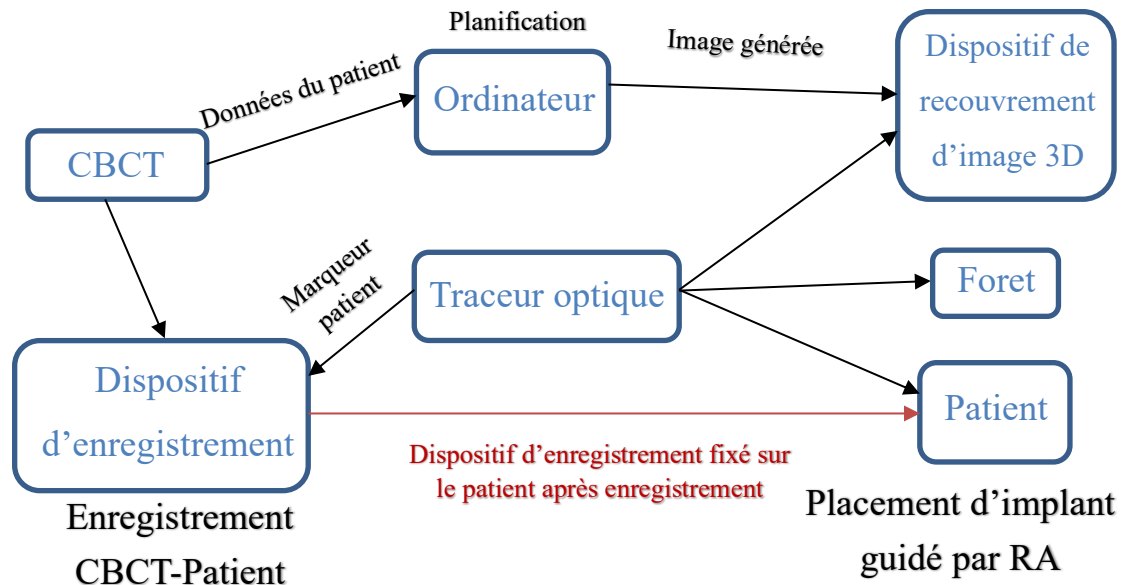 Planification
Image générée
Dispositif de
recouvrement
d’image 3D
Données du patient
Ordinateur
CBCT
Marqueur
patient
Traceur optique
Foret
Dispositif
d’enregistrement
Patient
Dispositif d’enregistrement fixé sur
le patient après enregistrement
Enregistrement
CBCT-Patient
Placement d’implant
guidé par RA